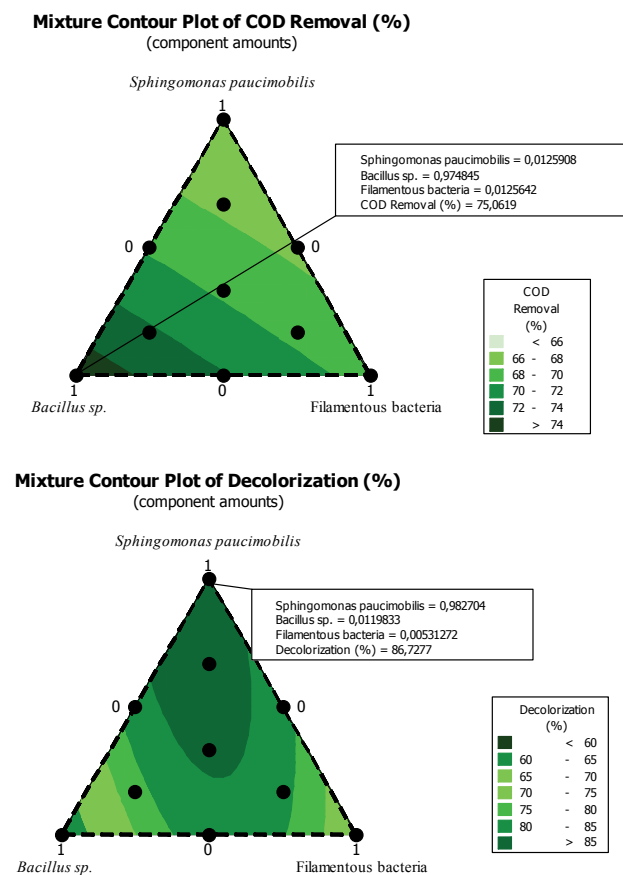 Mixture Contour Plot of COD Removal (%)
(component amounts)
Sphingomonas paucimobilis
1
Sphingomonas paucimobilis = 0,0125908
Bacillus sp. = 0,974845
Filamentous bacteria = 0,0125642
COD Removal (%) = 75,0619
0 0
COD
Removal
(%)
< 66
66 - 68
68 - 70
70 - 72
72 - 74
> 74
1 0 1
Bacillus sp. Filamentous bacteria
Mixture Contour Plot of Decolorization (%)
(component amounts)
Sphingomonas paucimobilis
1
Sphingomonas paucimobilis = 0,982704
Bacillus sp. = 0,0119833
Filamentous bacteria = 0,00531272
Decolorization (%) = 86,7277
0 0
Decolorization
(%)
< 60
60 - 65
65 - 70
70 - 75
75 - 80
80 - 85
> 85
1 0 1
Bacillus sp. Filamentous bacteria